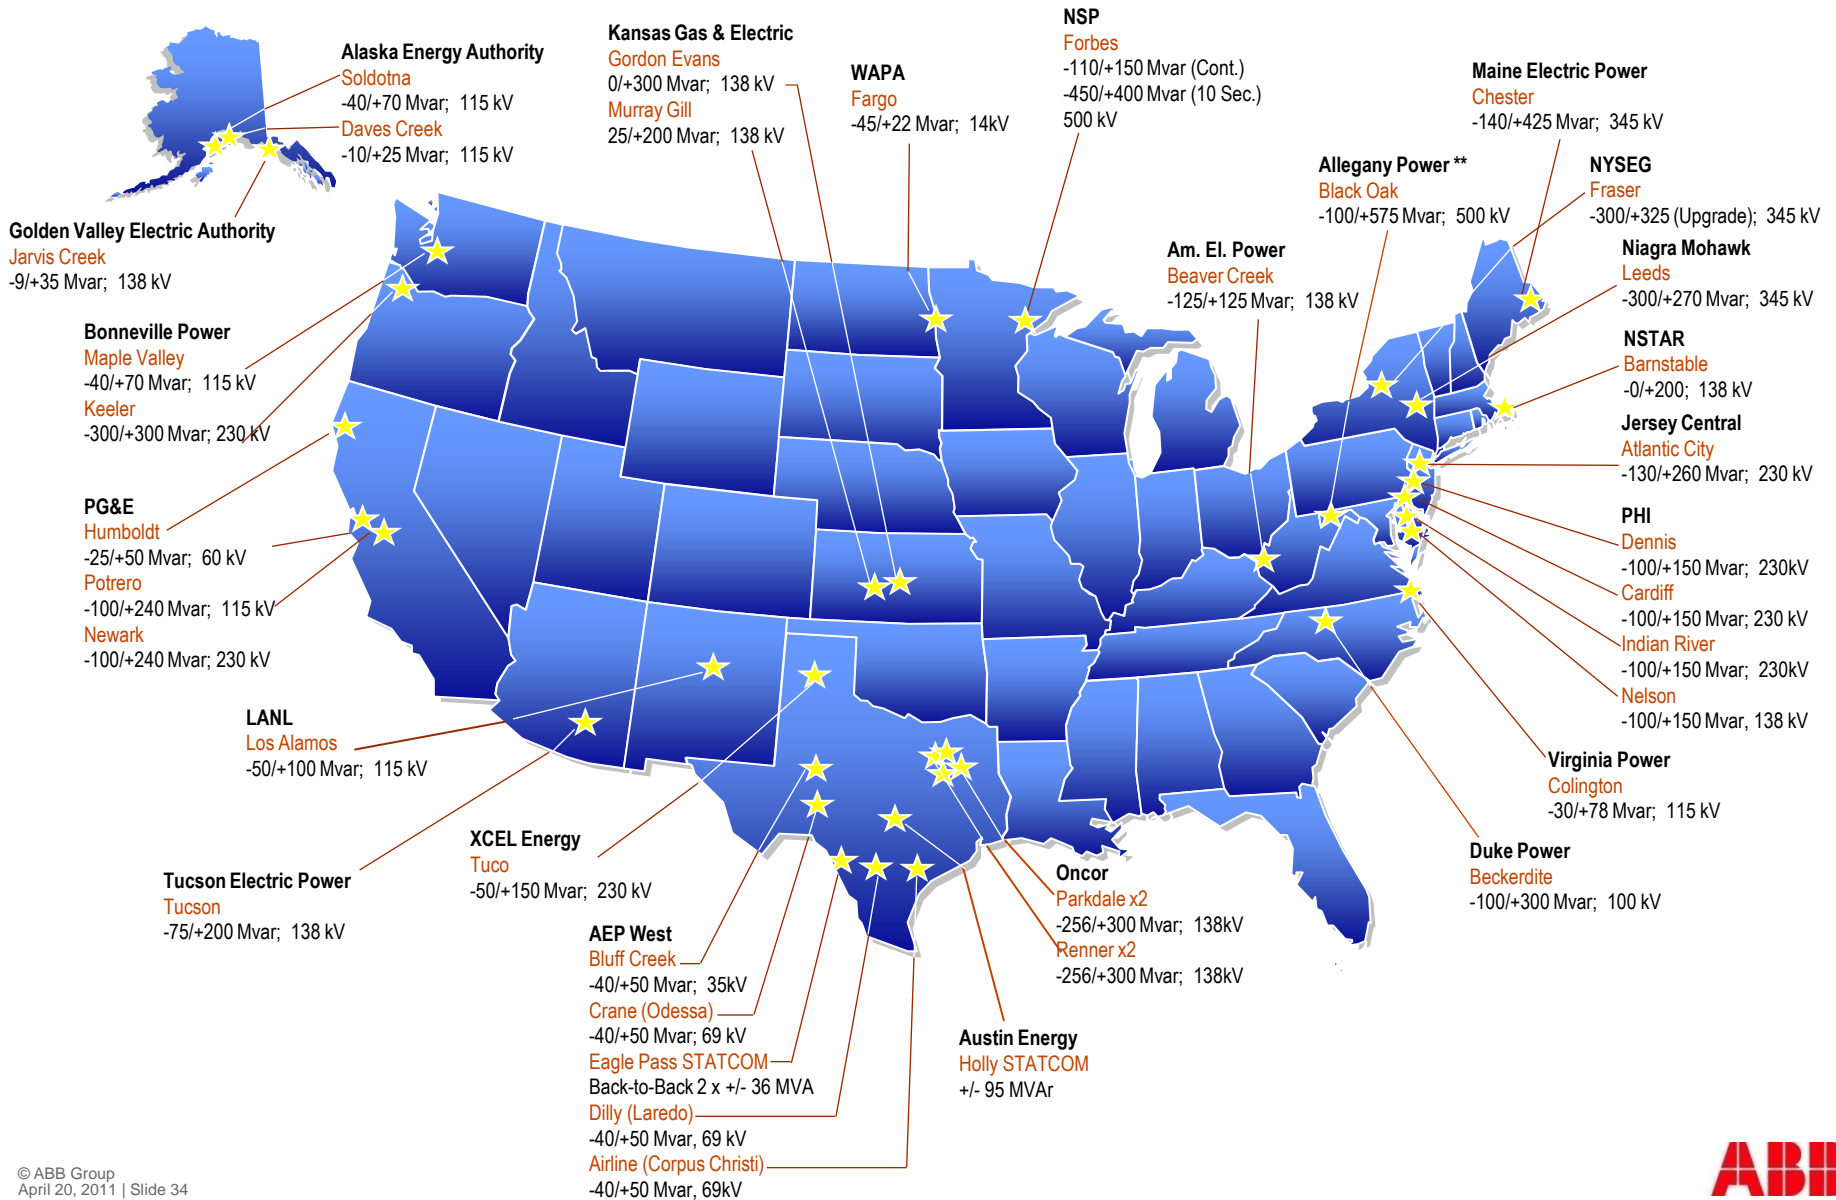 Alaska Energy Authority
Soldotna
-40/+70 Mvar; 115 kV
Daves Creek
-10/+25 Mvar; 115 kV
Golden Valley Electric Authority
Jarvis Creek
-9/+35 Mvar; 138 kV
Bonneville Power
Maple Valley
-40/+70 Mvar; 115 kV
Keeler
-300/+300 Mvar; 230 kV
PG&E
Humboldt
-25/+50 Mvar; 60 kV
Potrero
-100/+240 Mvar; 115 kV
Newark
-100/+240 Mvar; 230 kV
LANL
Los Alamos
-50/+100 Mvar; 115 kV
Tucson Electric Power
Tucson
-75/+200 Mvar; 138 kV
XCEL Energy
Tuco
-50/+150 Mvar; 230 kV
AEP West
Bluff Creek
-40/+50 Mvar; 35kV
Crane (Odessa)
-40/+50 Mvar; 69 kV
Eagle Pass STATCOM
Back-to-Back 2 x +/- 36 MVA
Dilly (Laredo)
-40/+50 Mvar, 69 kV
Airline (Corpus Christi)
-40/+50 Mvar, 69kV
Kansas Gas & Electric
Gordon Evans
0/+300 Mvar; 138 kV
Murray Gill
25/+200 Mvar; 138 kV
WAPA
Fargo
-45/+22 Mvar; 14kV
NSP
Forbes
-110/+150 Mvar (Cont.)
-450/+400 Mvar (10 Sec.)
500 kV
Maine Electric Power
Chester
-140/+425 Mvar; 345 kV
Allegany Power **
Black Oak
-100/+575 Mvar; 500 kV
NYSEG
Fraser
-300/+325 (Upgrade); 345 kV
Am. El. Power
Beaver Creek
-125/+125 Mvar; 138 kV
Niagra Mohawk
Leeds
-300/+270 Mvar; 345 kV
NSTAR
Barnstable
-0/+200; 138 kV
Jersey Central
Atlantic City
-130/+260 Mvar; 230 kV
PHI
Dennis
-100/+150 Mvar; 230kV
Cardiff
-100/+150 Mvar; 230 kV
Indian River
-100/+150 Mvar; 230kV
Nelson
-100/+150 Mvar, 138 kV
Virginia Power
Colington
-30/+78 Mvar; 115 kV
Duke Power
Beckerdite
-100/+300 Mvar; 100 kV
Oncor
Parkdale x2
-256/+300 Mvar; 138kV
Renner x2
-256/+300 Mvar; 138kV
Austin Energy
Holly STATCOM
+/- 95 MVAr
© ABB Group
April 20, 2011 | Slide 34
ABB